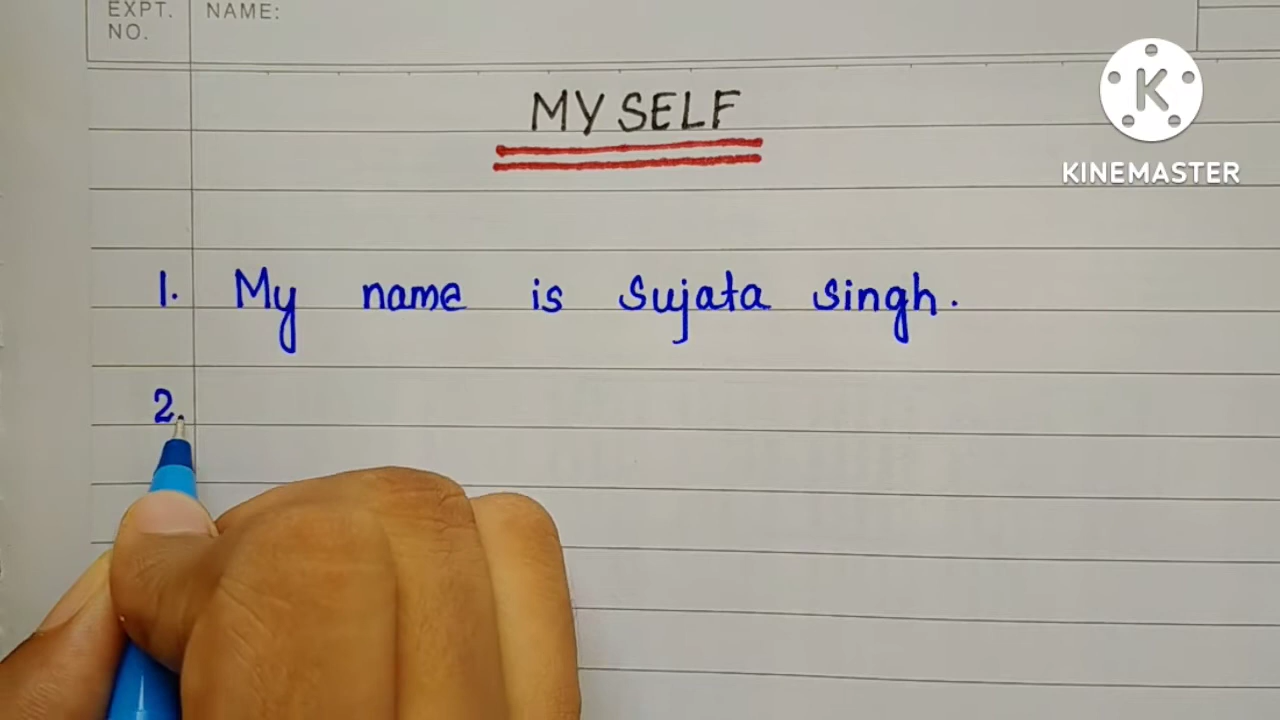 EXPT. NAME:
NO.
MY SELF
KINEMASTER
1. My name is Sujata Singh.
2.